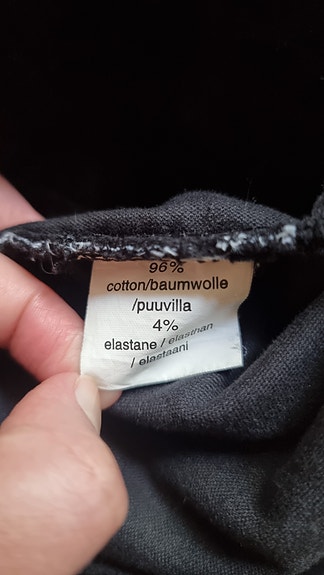 96%
cotton/baumwolle
/puuvilla
4%
elastane / elasthan
/ elastaani